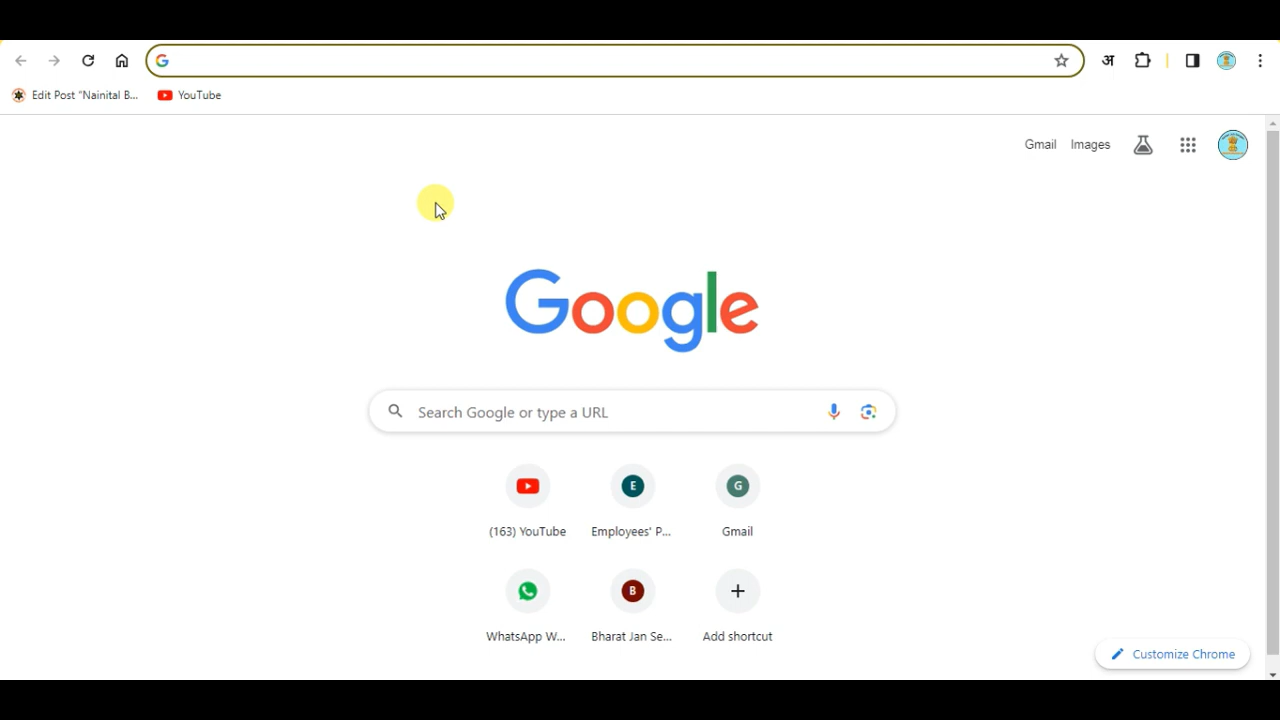 अ
Edit Post "Nainital B...
YouTube
Gmail Images
Google
Search Google or type a URL
E
G
(163) YouTube
Employees' P...
Gmail
B
WhatsApp W...
Bharat Jan Se...
Add shortcut
Customize Chrome